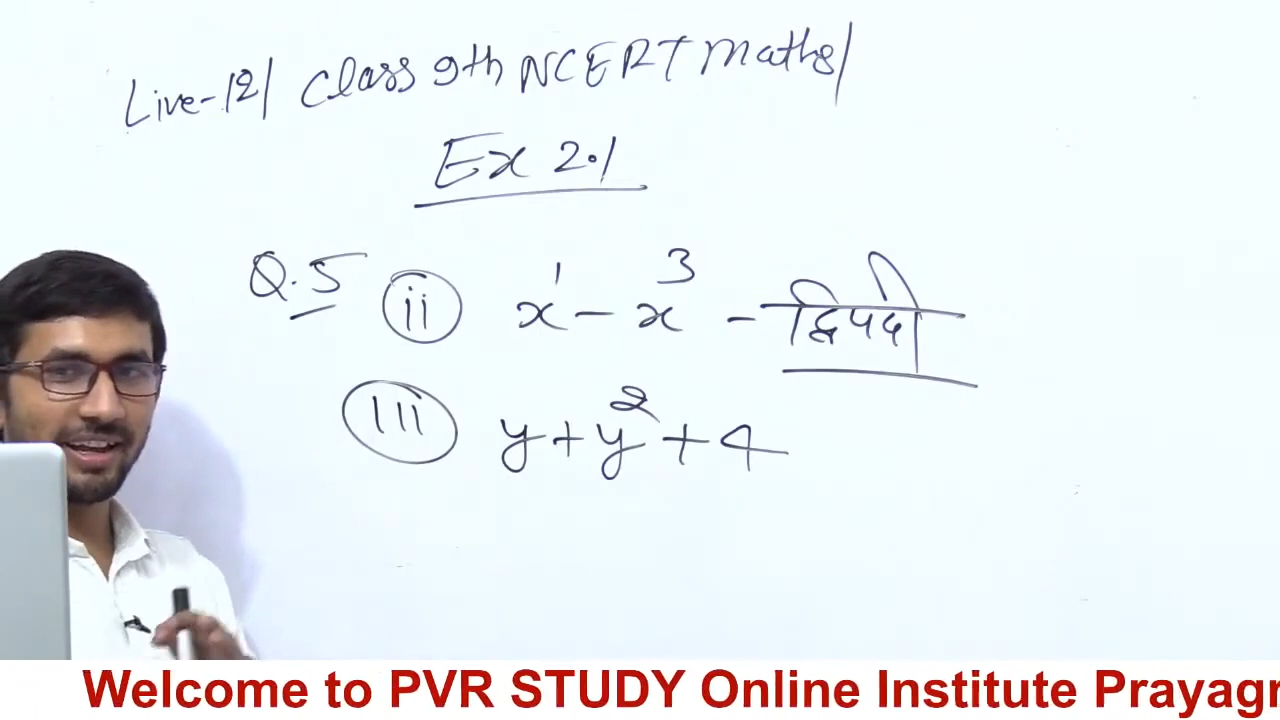 Live-12/ Class 9th NCERT Maths/
Ex 2.1
Q.5 (ii) x¹ - x³ - द्विपदी
(iii) y + y² + 4
Welcome to PVR STUDY Online Institute Prayagr